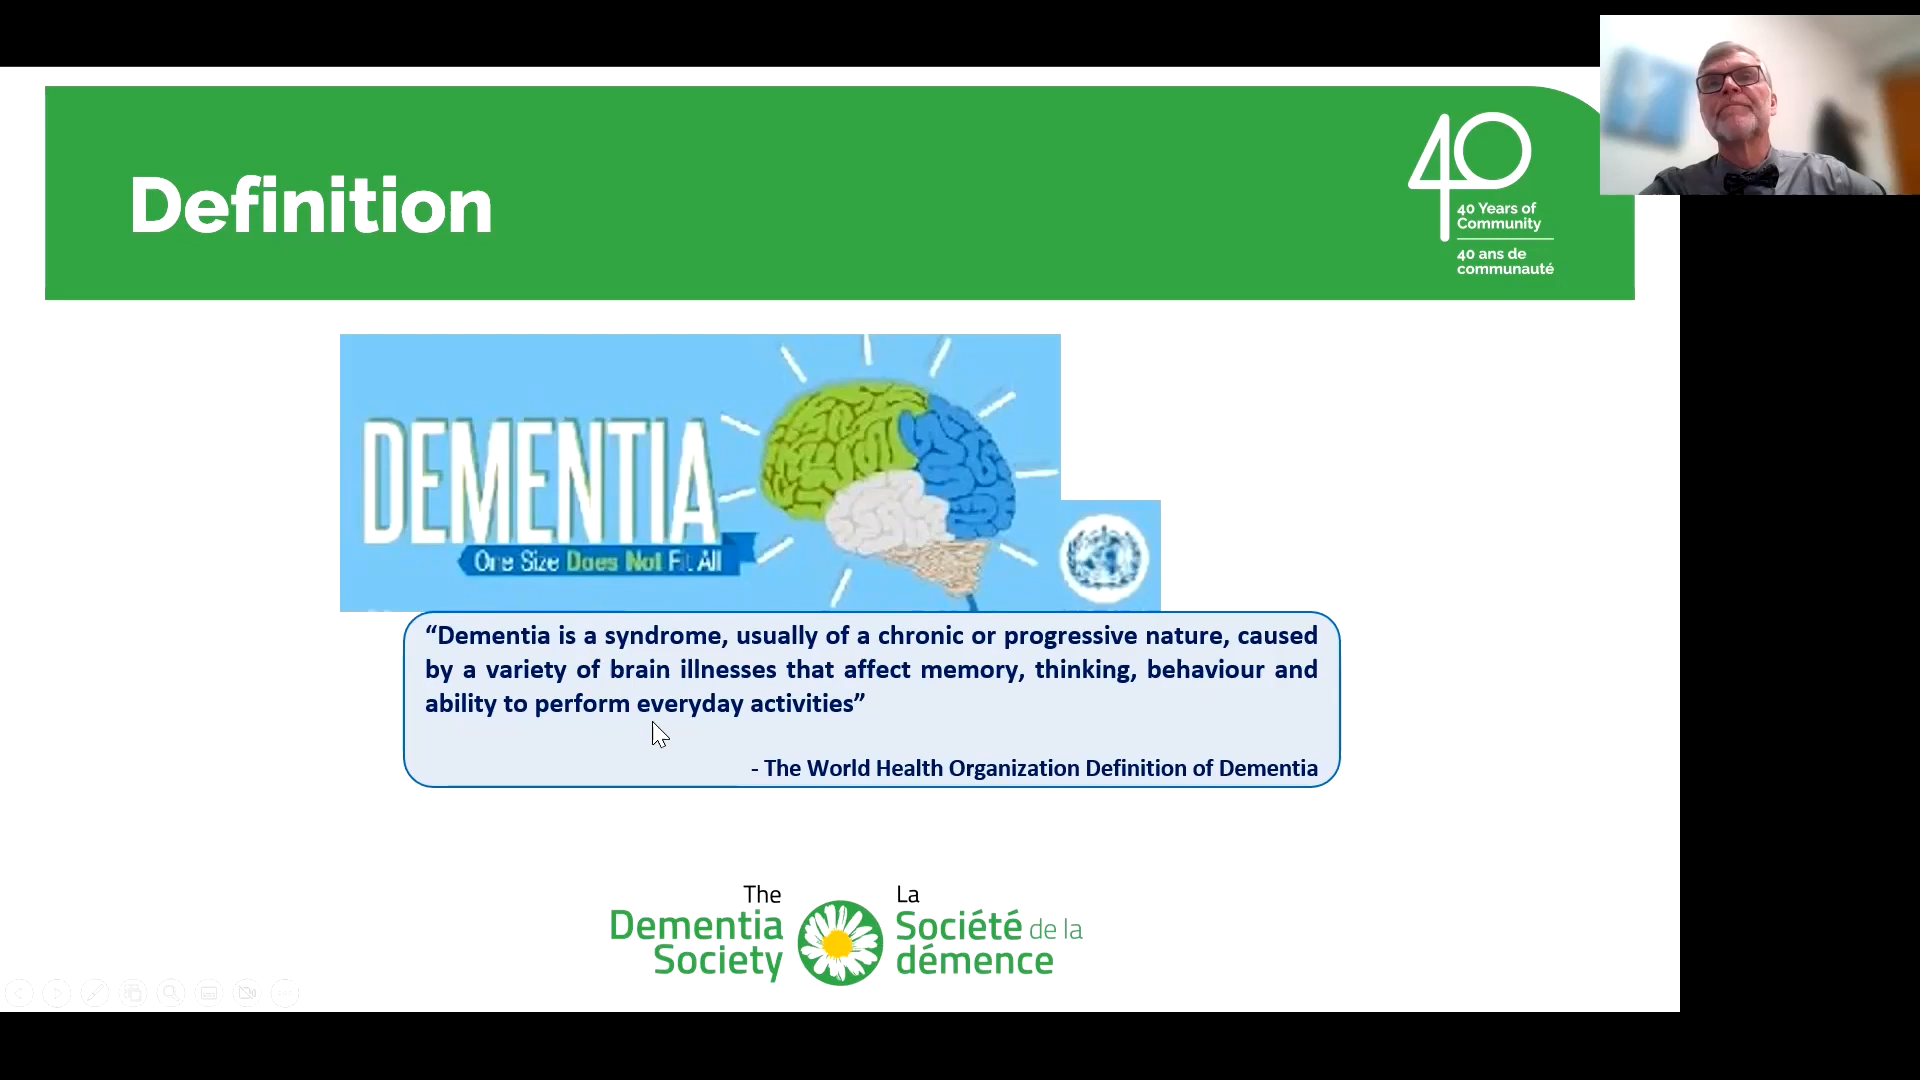 Definition
40
40 Years of
Community
40 ans de
communauté
DEMENTIA
One Size Does Not Fit All
“Dementia is a syndrome, usually of a chronic or progressive nature, caused
by a variety of brain illnesses that affect memory, thinking, behaviour and
ability to perform everyday activities”
- The World Health Organization Definition of Dementia
The
Dementia
Society
La
Société de la
démence